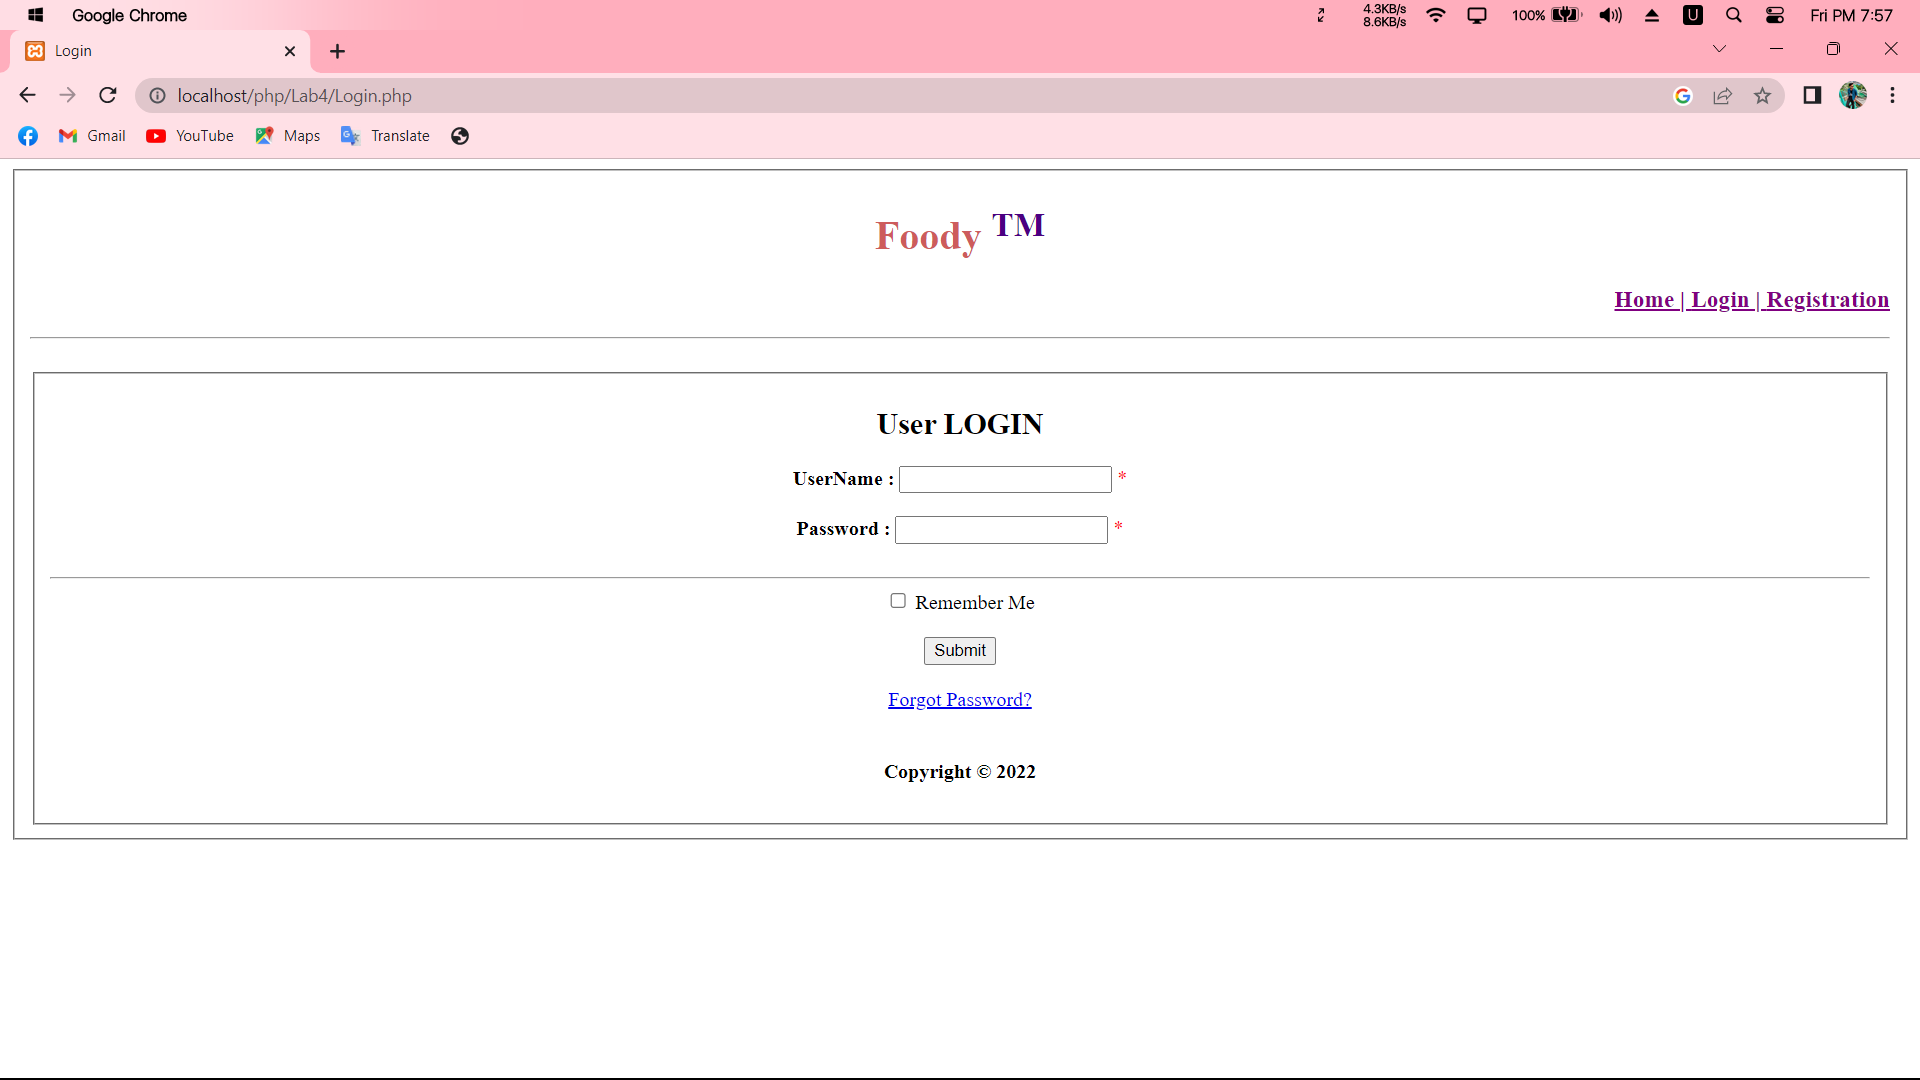 Google Chrome
4.3KB/s
8.6KB/s
100%
U
Fri PM 7:57
Login
localhost/php/Lab4/Login.php
Gmail YouTube Maps Translate
Foody TM
Home | Login | Registration
User LOGIN
UserName : *
Password : *
Remember Me
Submit
Forgot Password?
Copyright © 2022